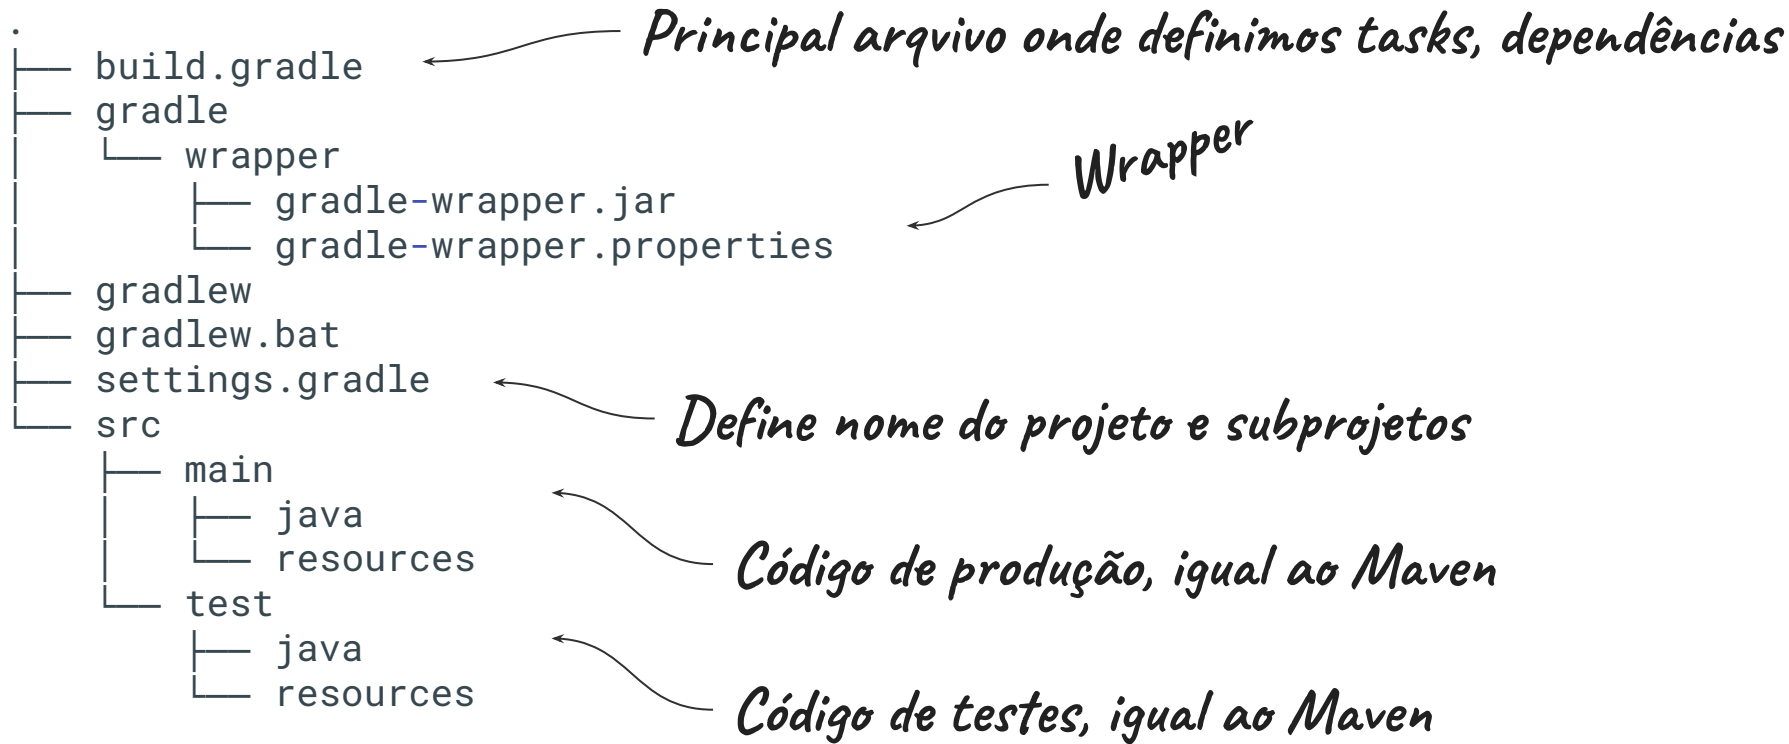 .
├── build.gradle
Principal arqvivo onde definimos tasks, dependências
├── gradle
│   └── wrapper
│       ├── gradle-wrapper.jar
│       └── gradle-wrapper.properties
Wrapper
├── gradlew
├── gradlew.bat
├── settings.gradle
Define nome do projeto e subprojetos
└── src
    ├── main
    │   ├── java
    │   └── resources
Código de produção, igual ao Maven
    └── test
        ├── java
        └── resources
Código de testes, igual ao Maven